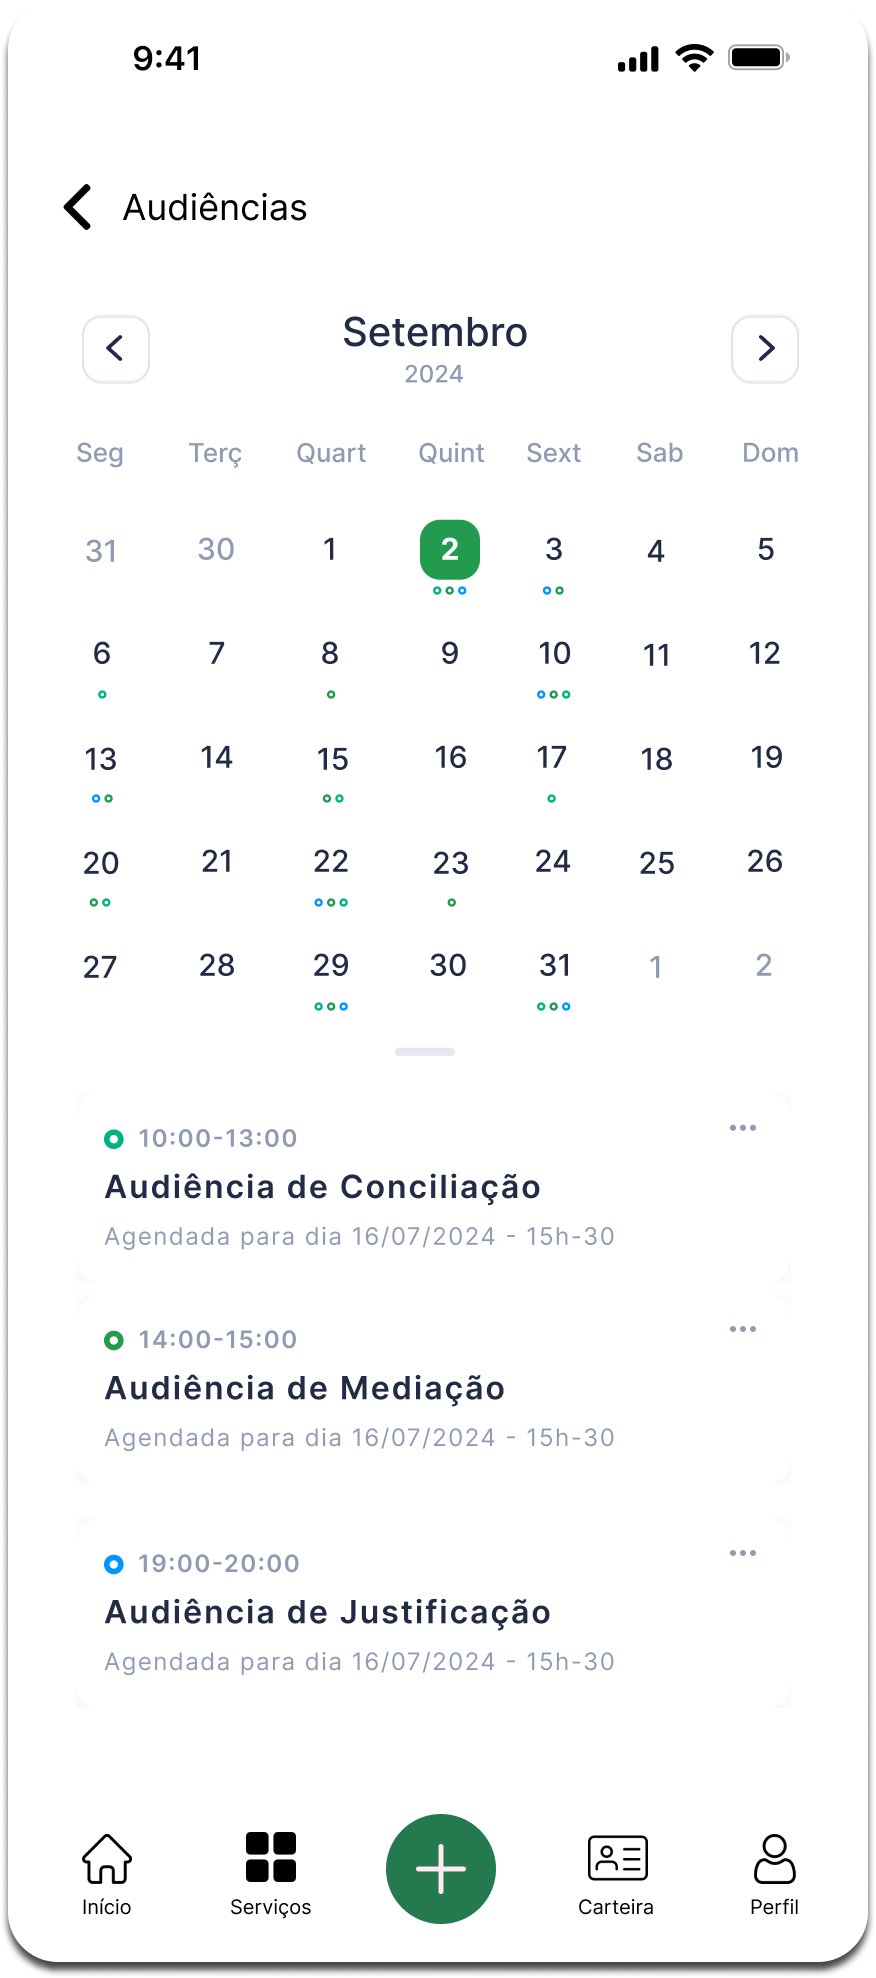 9:41
Audiências
Setembro
2024
Seg Terç Quart Quint Sext Sab Dom
31 30 1 2 3 4 5
6 7 8 9 10 11 12
13 14 15 16 17 18 19
20 21 22 23 24 25 26
27 28 29 30 31 1 2
10:00-13:00
Audiência de Conciliação
Agendada para dia 16/07/2024 - 15h-30
14:00-15:00
Audiência de Mediação
Agendada para dia 16/07/2024 - 15h-30
19:00-20:00
Audiência de Justificação
Agendada para dia 16/07/2024 - 15h-30
Início Serviços Carteira Perfil